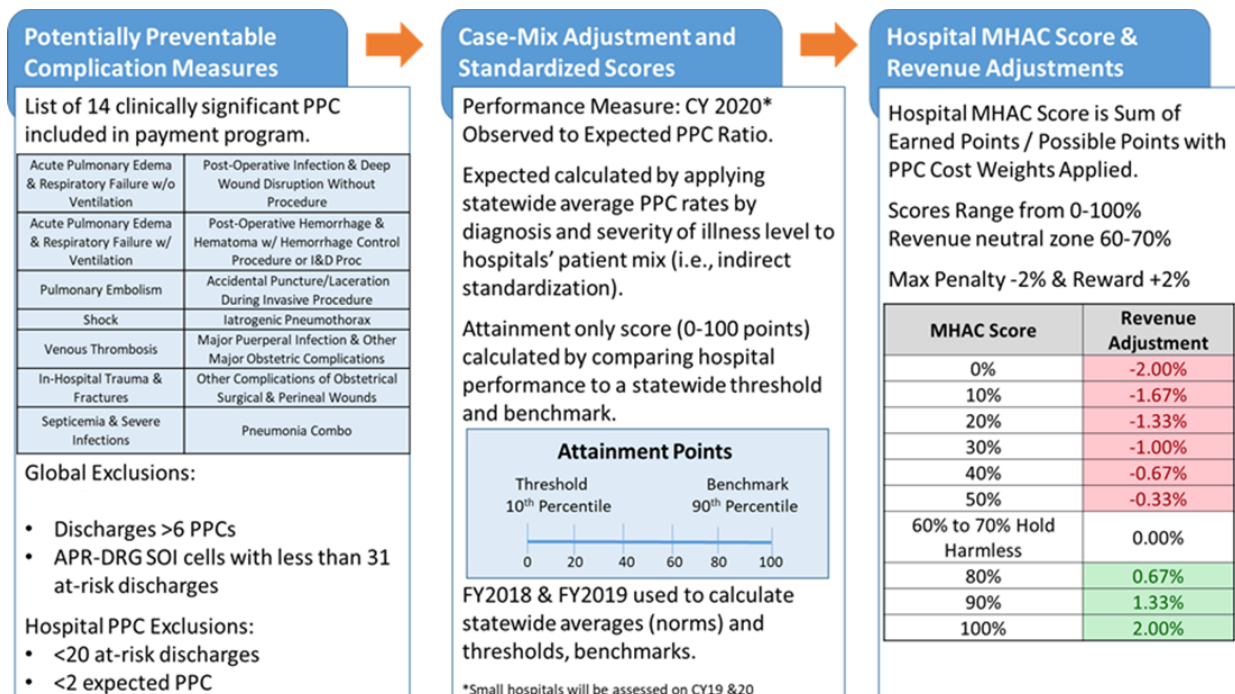 Potentially Preventable
Complication Measures
List of 14 clinically significant PPC
included in payment program.
Acute Pulmonary Edema
& Respiratory Failure w/o
Ventilation
Post-Operative Infection & Deep
Wound Disruption Without
Procedure
Acute Pulmonary Edema
& Respiratory Failure w/
Ventilation
Post-Operative Hemorrhage &
Hematoma w/ Hemorrhage Control
Procedure or I&D Proc
Pulmonary Embolism
Accidental Puncture/Laceration
During Invasive Procedure
Shock
Iatrogenic Pneumothorax
Venous Thrombosis
Major Puerperal Infection & Other
Major Obstetric Complications
In-Hospital Trauma &
Fractures
Other Complications of Obstetrical
Surgical & Perineal Wounds
Septicemia & Severe
Infections
Pneumonia Combo
Global Exclusions:
• Discharges >6 PPCs
• APR-DRG SOI cells with less than 31
at-risk discharges
Hospital PPC Exclusions:
• <20 at-risk discharges
• <2 expected PPC
Case-Mix Adjustment and
Standardized Scores
Performance Measure: CY 2020*
Observed to Expected PPC Ratio.
Expected calculated by applying
statewide average PPC rates by
diagnosis and severity of illness level to
hospitals' patient mix (i.e., indirect
standardization).
Attainment only score (0-100 points)
calculated by comparing hospital
performance to a statewide threshold
and benchmark.
Attainment Points
Threshold
10th Percentile
Benchmark
90th Percentile
0 20 40 60 80 100
FY2018 & FY2019 used to calculate
statewide averages (norms) and
thresholds, benchmarks.
*Small hospitals will be assessed on CY19 &20
Hospital MHAC Score &
Revenue Adjustments
Hospital MHAC Score is Sum of
Earned Points / Possible Points with
PPC Cost Weights Applied.
Scores Range from 0-100%
Revenue neutral zone 60-70%
Max Penalty -2% & Reward +2%
MHAC Score
Revenue
Adjustment
0% -2.00%
10% -1.67%
20% -1.33%
30% -1.00%
40% -0.67%
50% -0.33%
60% to 70% Hold
Harmless
0.00%
80% 0.67%
90% 1.33%
100% 2.00%